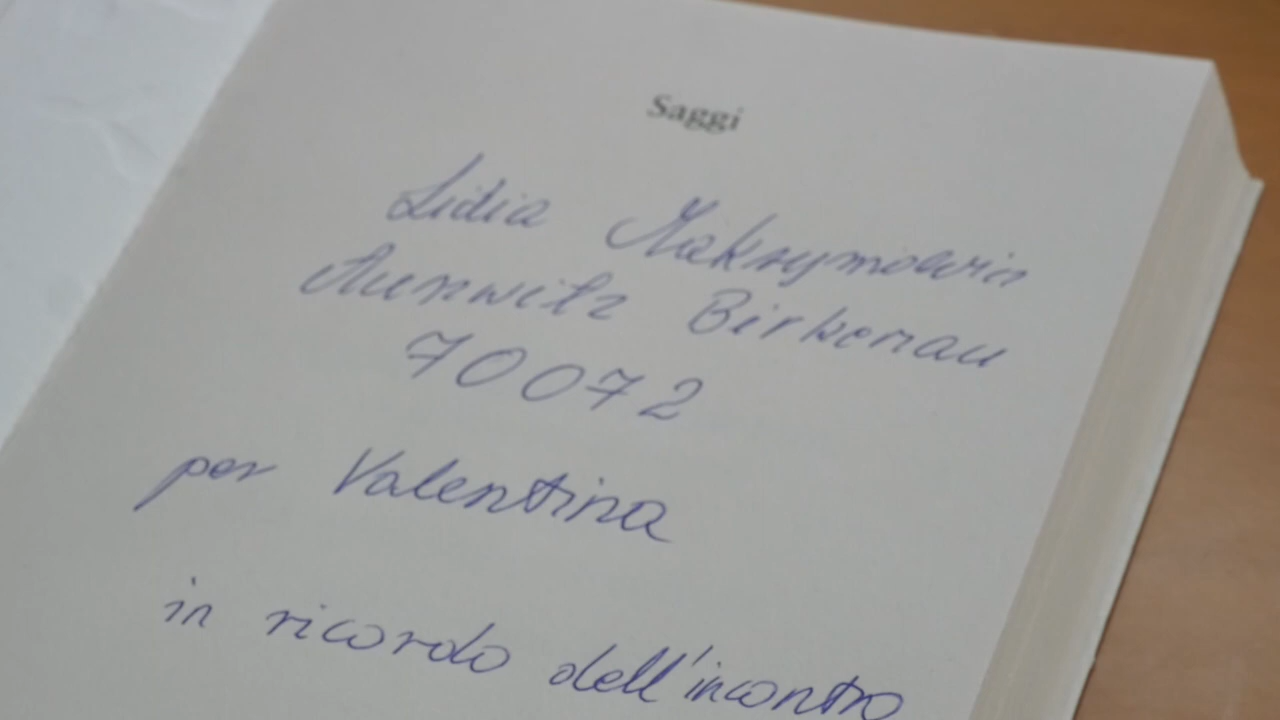 Saggi
Lidia Maksymowicz
Auschwitz Birkenau
70072
per Valentina
in ricordo dell'incontro